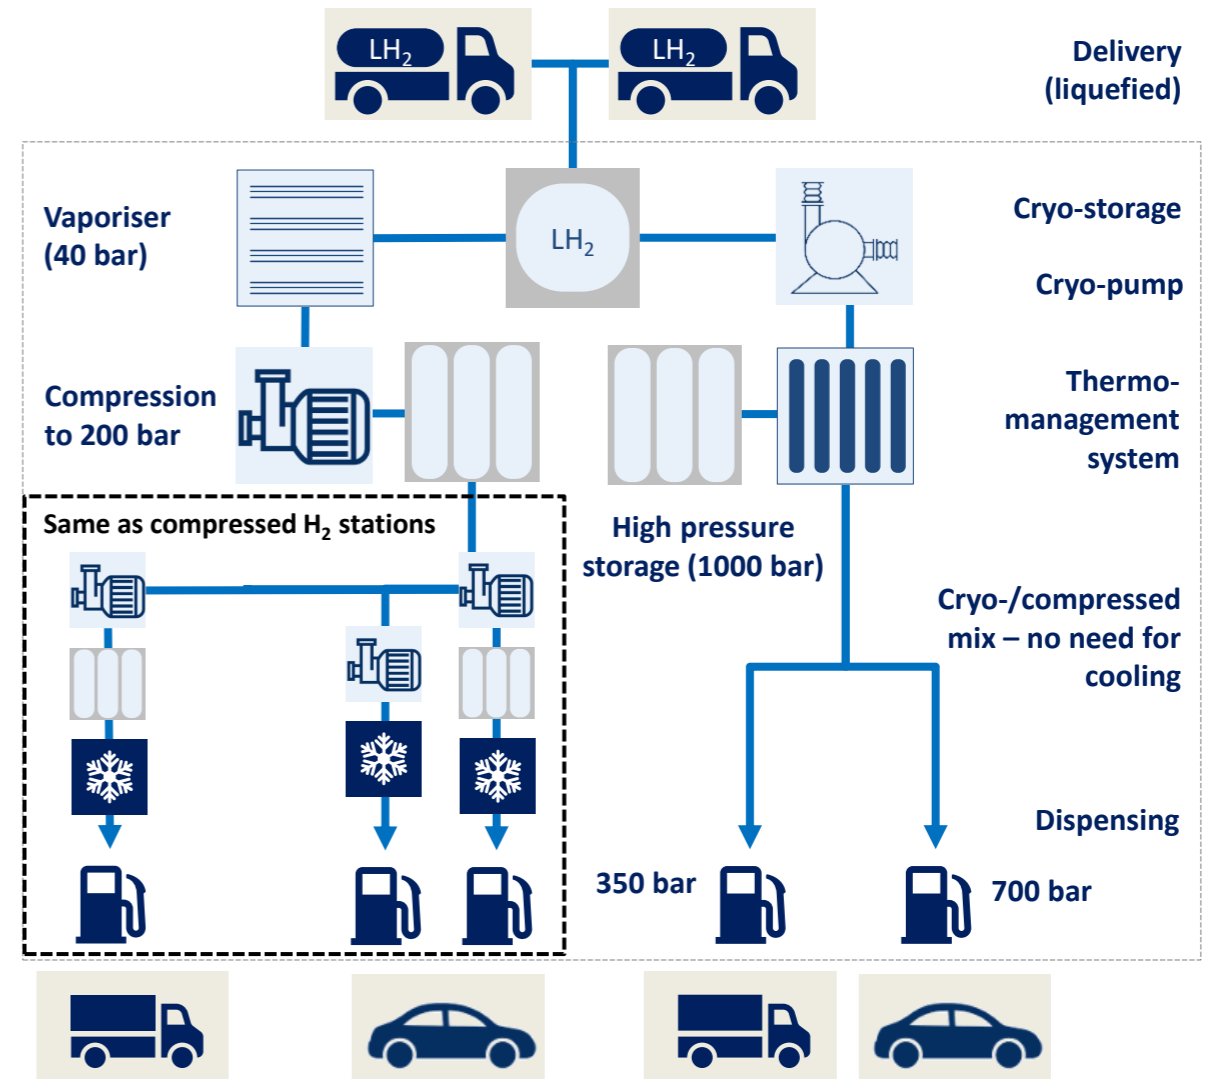 LH₂
LH₂
Delivery
(liquefied)
Vaporiser
(40 bar)
LH₂
Cryo-storage
Cryo-pump
Compression
to 200 bar
Thermo-
management
system
Same as compressed H₂ stations
High pressure
storage (1000 bar)
Cryo-/compressed
mix – no need for
cooling
Dispensing
350 bar
700 bar